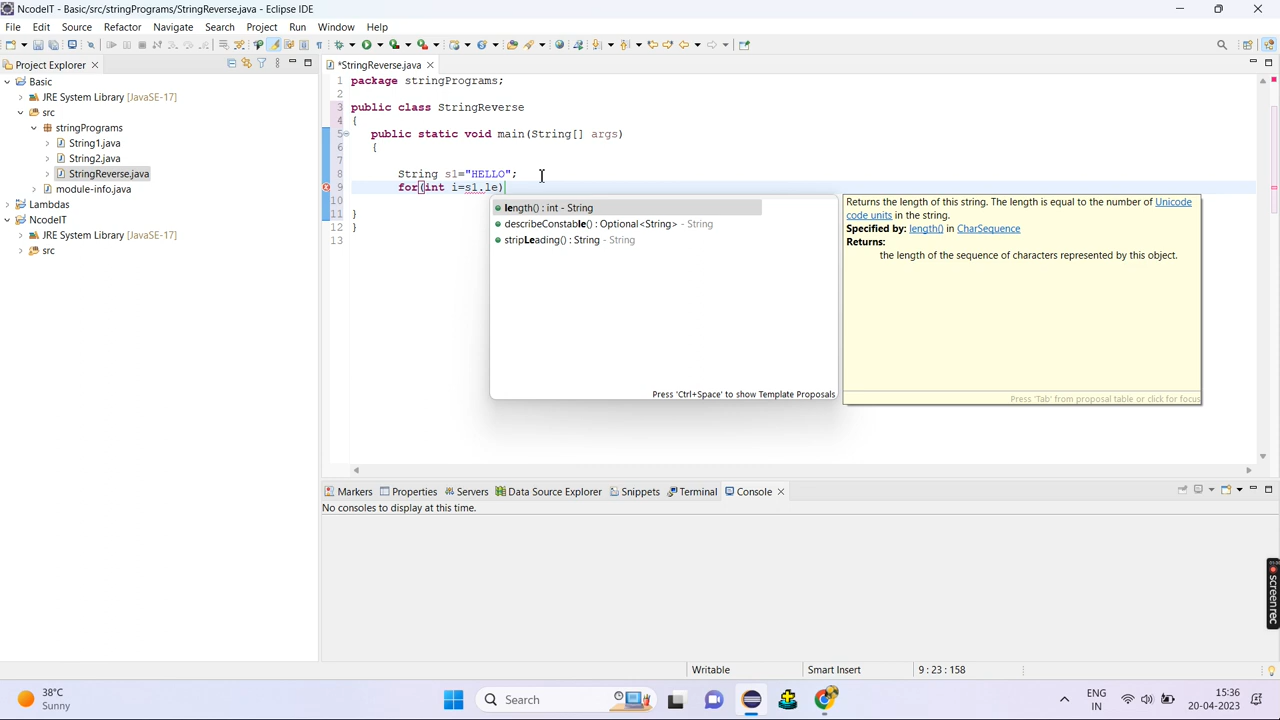 NcodeIT - Basic/src/stringPrograms/StringReverse.java - Eclipse IDE
File Edit Source Refactor Navigate Search Project Run Window Help
Project Explorer
Basic
JRE System Library [JavaSE-17]
src
stringPrograms
String1.java
String2.java
StringReverse.java
module-info.java
Lambdas
NcodeIT
JRE System Library [JavaSE-17]
src
*StringReverse.java
1 package stringPrograms;
2
3 public class StringReverse
4 {
5 public static void main(String[] args)
6 {
7
8 String s1="HELLO";
9 for(int i=s1.le)
10
11 }
12 }
13
length() : int - String
describeConstable() : Optional<String> - String
stripLeading() : String - String
Press 'Ctrl+Space' to show Template Proposals
Returns the length of this string. The length is equal to the number of Unicode
code units in the string.
Specified by: length() in CharSequence
Returns:
the length of the sequence of characters represented by this object.
Press 'Tab' from proposal table or click for focus
Markers Properties Servers Data Source Explorer Snippets Terminal Console
No consoles to display at this time.
Writable Smart Insert 9 : 23 : 158
screenrec
38°C
Sunny
Search
ENG
IN
15:36
20-04-2023